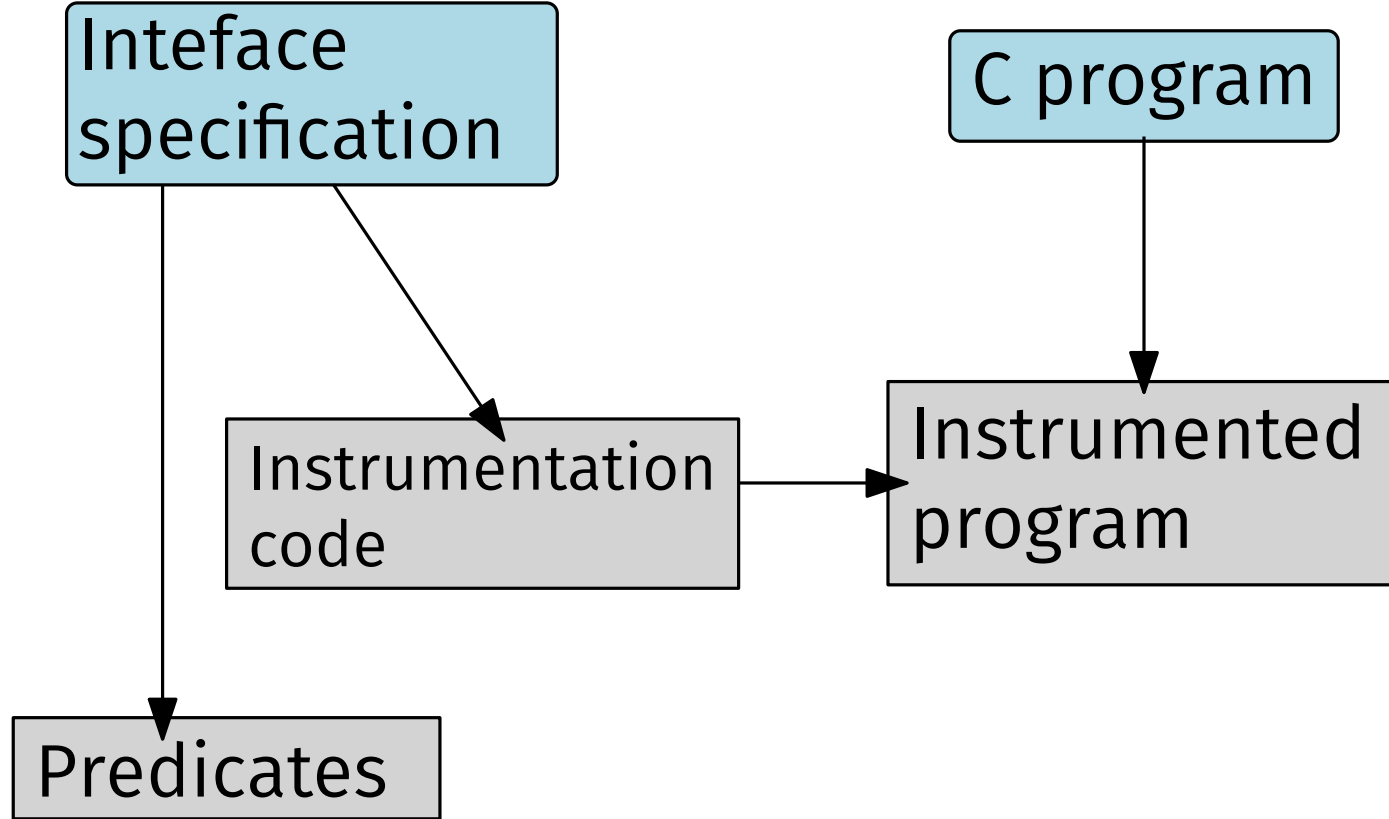 Inteface
specification
C program
Instrumentation
code
Instrumented
program
Predicates